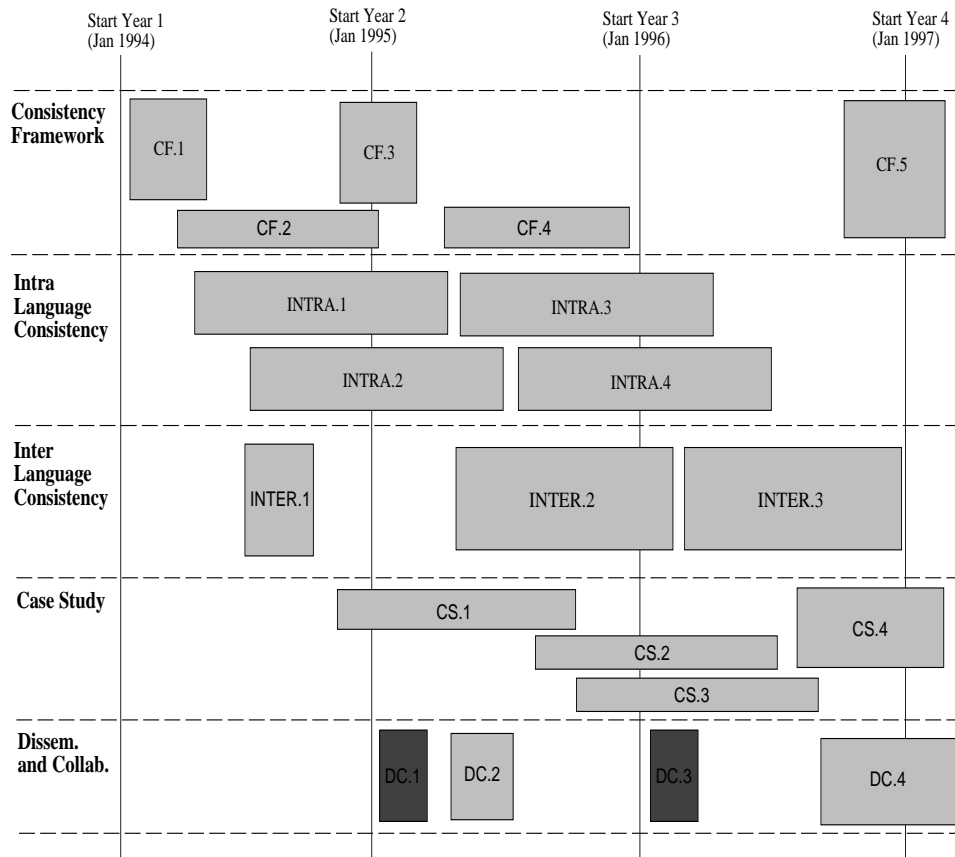 Start Year 1
(Jan 1994)
Start Year 2
(Jan 1995)
Start Year 3
(Jan 1996)
Start Year 4
(Jan 1997)
Consistency
Framework
CF.1
CF.3
CF.5
CF.2
CF.4
Intra
Language
Consistency
INTRA.1
INTRA.3
INTRA.2
INTRA.4
Inter
Language
Consistency
INTER.1
INTER.2
INTER.3
Case Study
CS.1
CS.4
CS.2
CS.3
Dissem.
and Collab.
DC.1
DC.2
DC.3
DC.4